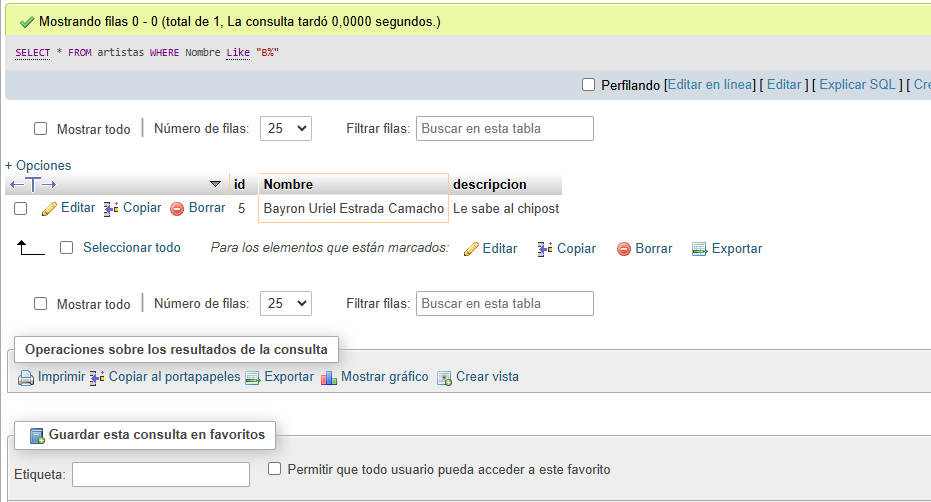 Mostrando filas 0 - 0 (total de 1, La consulta tardó 0,0000 segundos.)
SELECT * FROM artistas WHERE Nombre Like "B%"
Perfilando [Editar en línea] [ Editar ] [ Explicar SQL ] [ Cre
Mostrar todo Número de filas: 25 Filtrar filas: Buscar en esta tabla
+ Opciones
←T→ id Nombre descripcion
Editar Copiar Borrar 5 Bayron Uriel Estrada Camacho Le sabe al chipost
Seleccionar todo Para los elementos que están marcados: Editar Copiar Borrar Exportar
Mostrar todo Número de filas: 25 Filtrar filas: Buscar en esta tabla
Operaciones sobre los resultados de la consulta
Imprimir Copiar al portapapeles Exportar Mostrar gráfico Crear vista
Guardar esta consulta en favoritos
Etiqueta: Permitir que todo usuario pueda acceder a este favorito